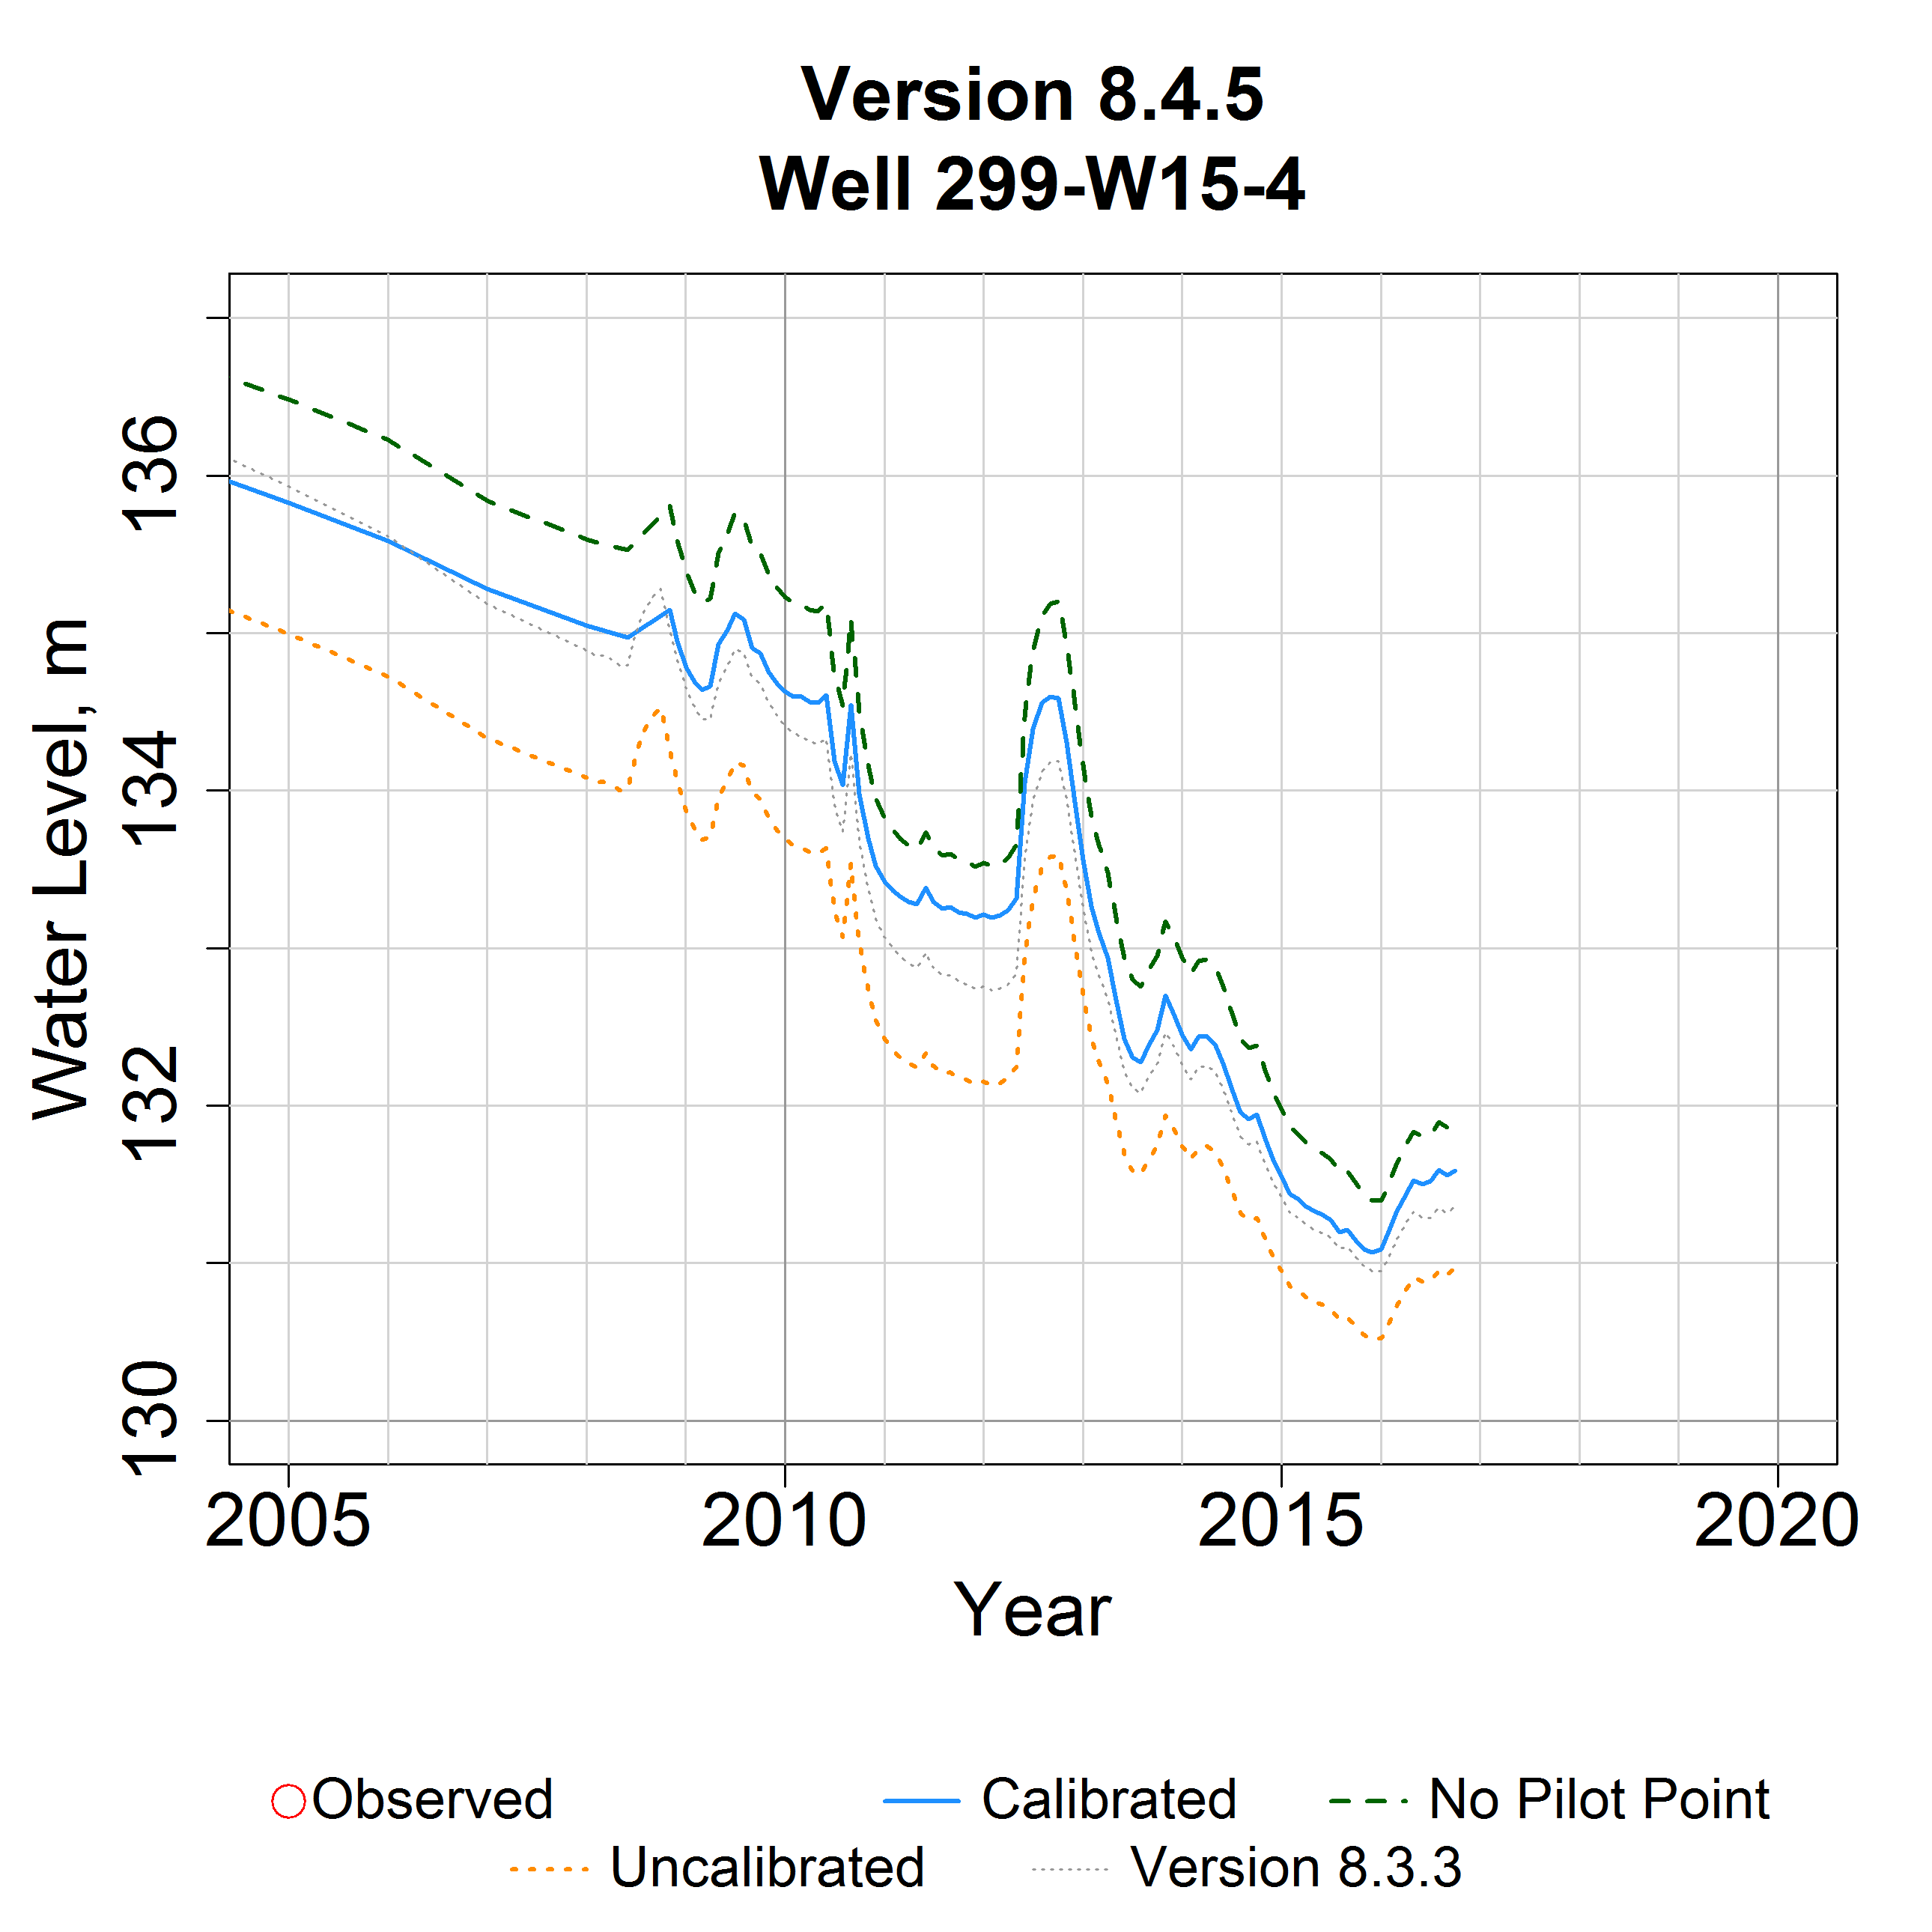 Version 8.4.5
Well 299-W15-4
Water Level, m
136
134
132
130
2005 2010 2015 2020
Year
Observed Calibrated No Pilot Point
Uncalibrated Version 8.3.3